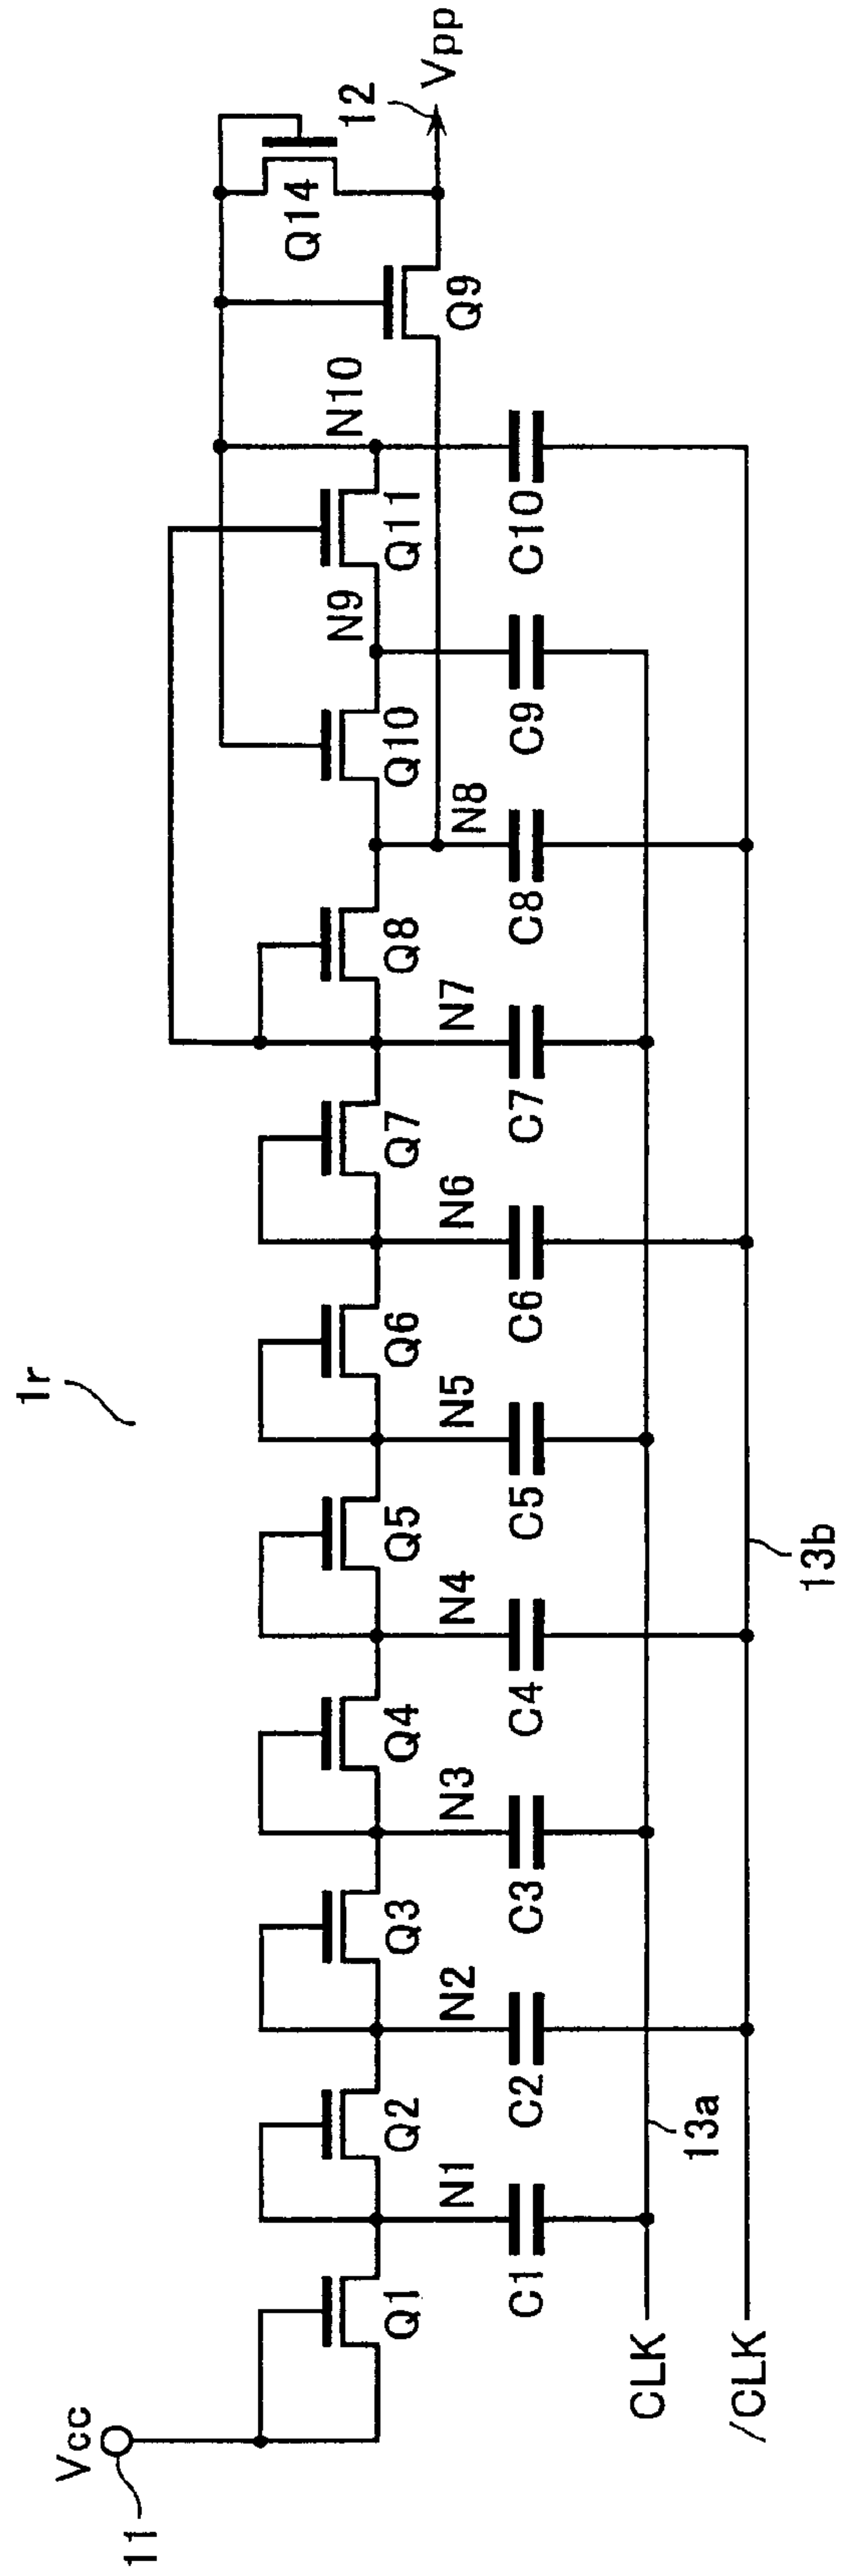 1r
Vcc
11
Q1
Q2
Q3
Q4
Q5
Q6
Q7
Q8
Q10
Q11
Q9
Q14
12
Vpp
N1
N2
N3
N4
N5
N6
N7
N8
N9
N10
C1
C2
C3
C4
C5
C6
C7
C8
C9
C10
CLK
13a
/CLK
13b